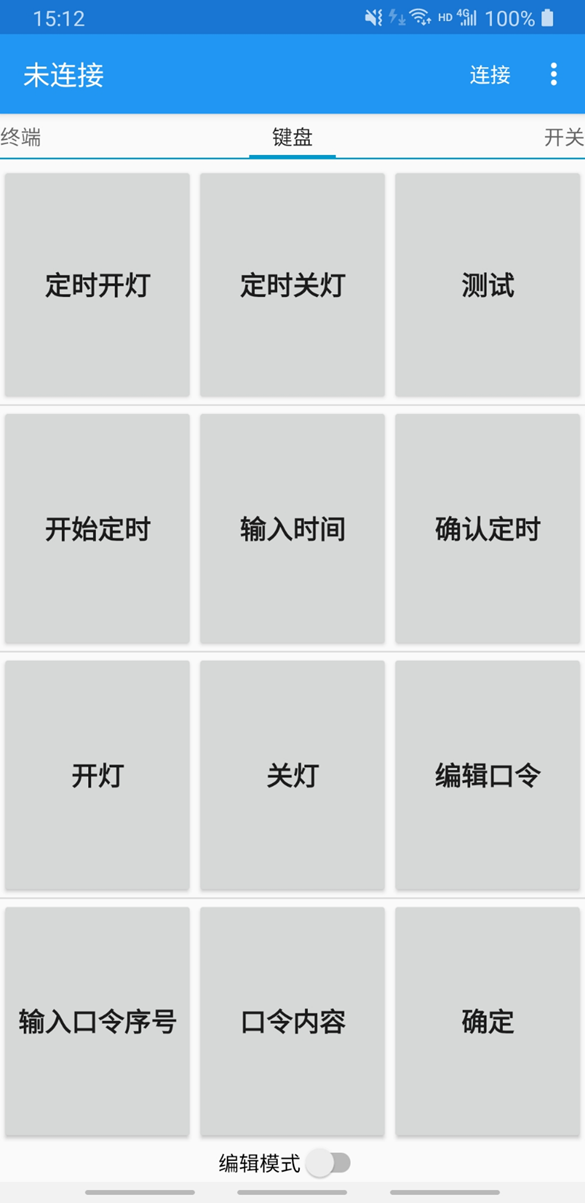 15:12 HD 4G 100%
未连接 连接
终端 键盘 开关
定时开灯 定时关灯 测试
开始定时 输入时间 确认定时
开灯 关灯 编辑口令
输入口令序号 口令内容 确定
编辑模式